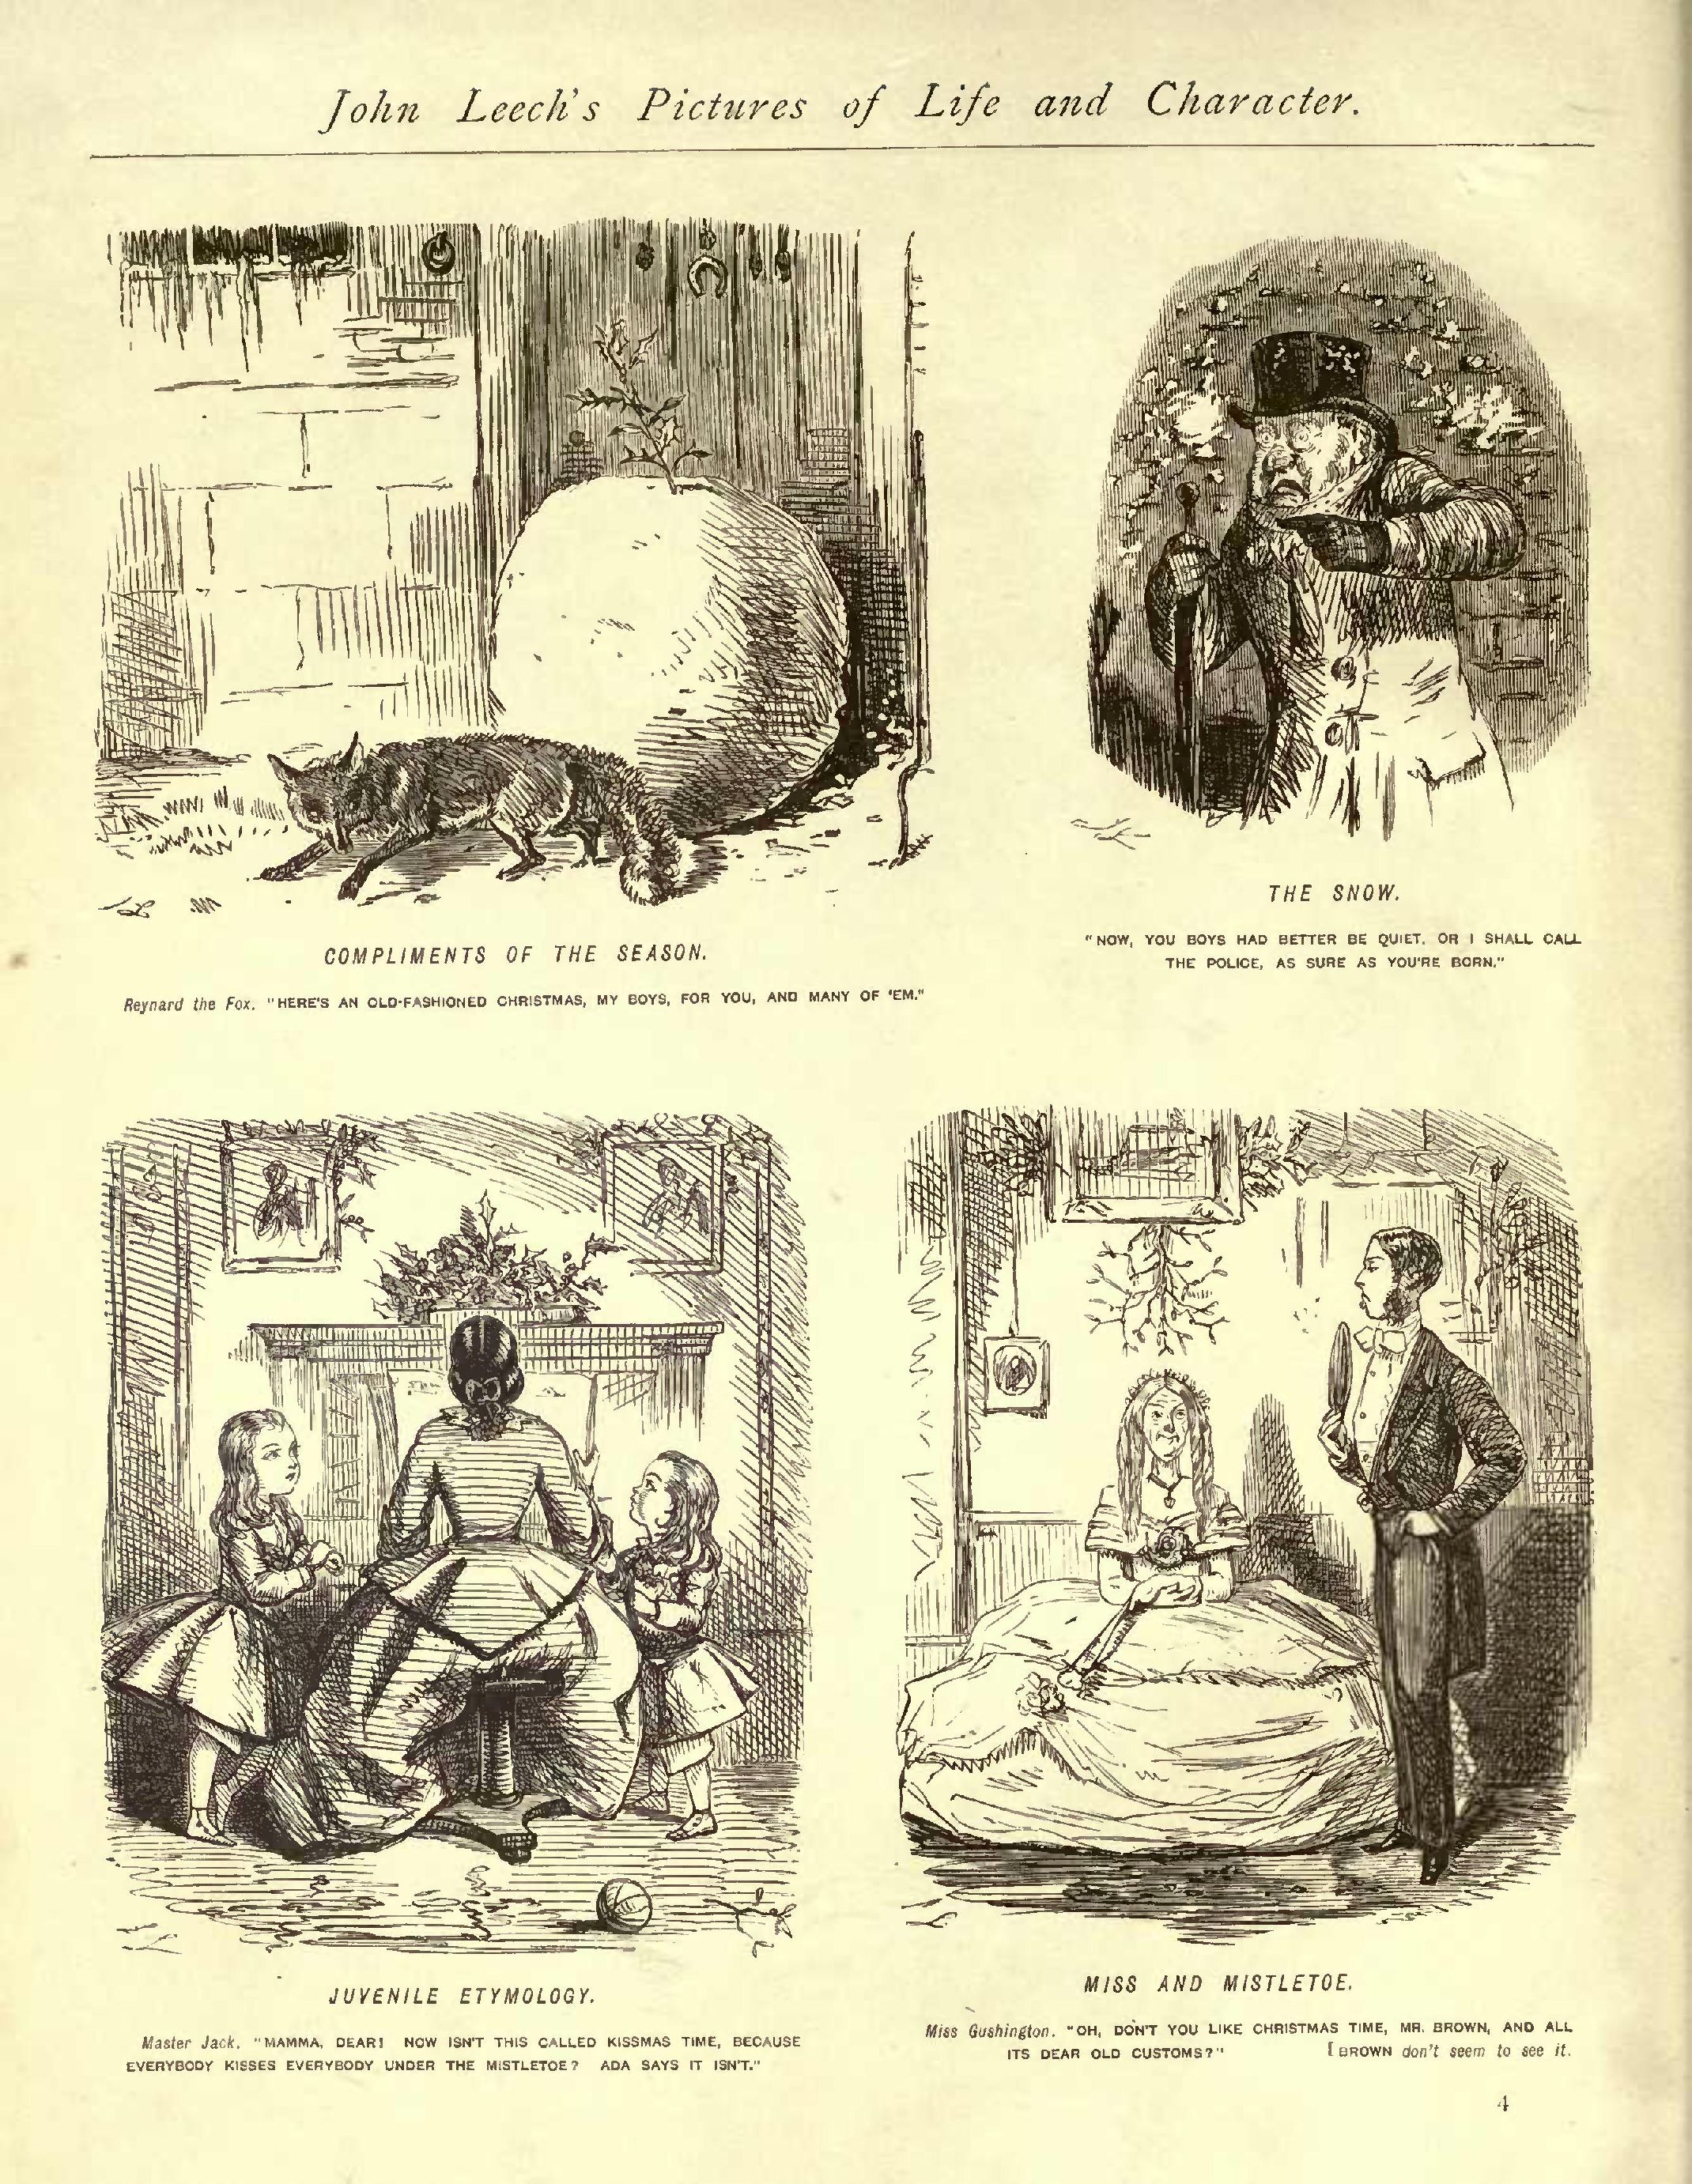 John Leech's Pictures of Life and Character.
COMPLIMENTS OF THE SEASON.
Reynard the Fox. "HERE'S AN OLD-FASHIONED CHRISTMAS, MY BOYS, FOR YOU, AND MANY OF 'EM."
THE SNOW.
"NOW, YOU BOYS HAD BETTER BE QUIET, OR I SHALL CALL
THE POLICE, AS SURE AS YOU'RE BORN."
JUVENILE ETYMOLOGY.
Master Jack. "MAMMA, DEAR! NOW ISN'T THIS CALLED KISSMAS TIME, BECAUSE
EVERYBODY KISSES EVERYBODY UNDER THE MISTLETOE? ADA SAYS IT ISN'T."
MISS AND MISTLETOE.
Miss Gushington. "OH, DON'T YOU LIKE CHRISTMAS TIME, MR. BROWN, AND ALL
ITS DEAR OLD CUSTOMS?" [BROWN don't seem to see it.
4